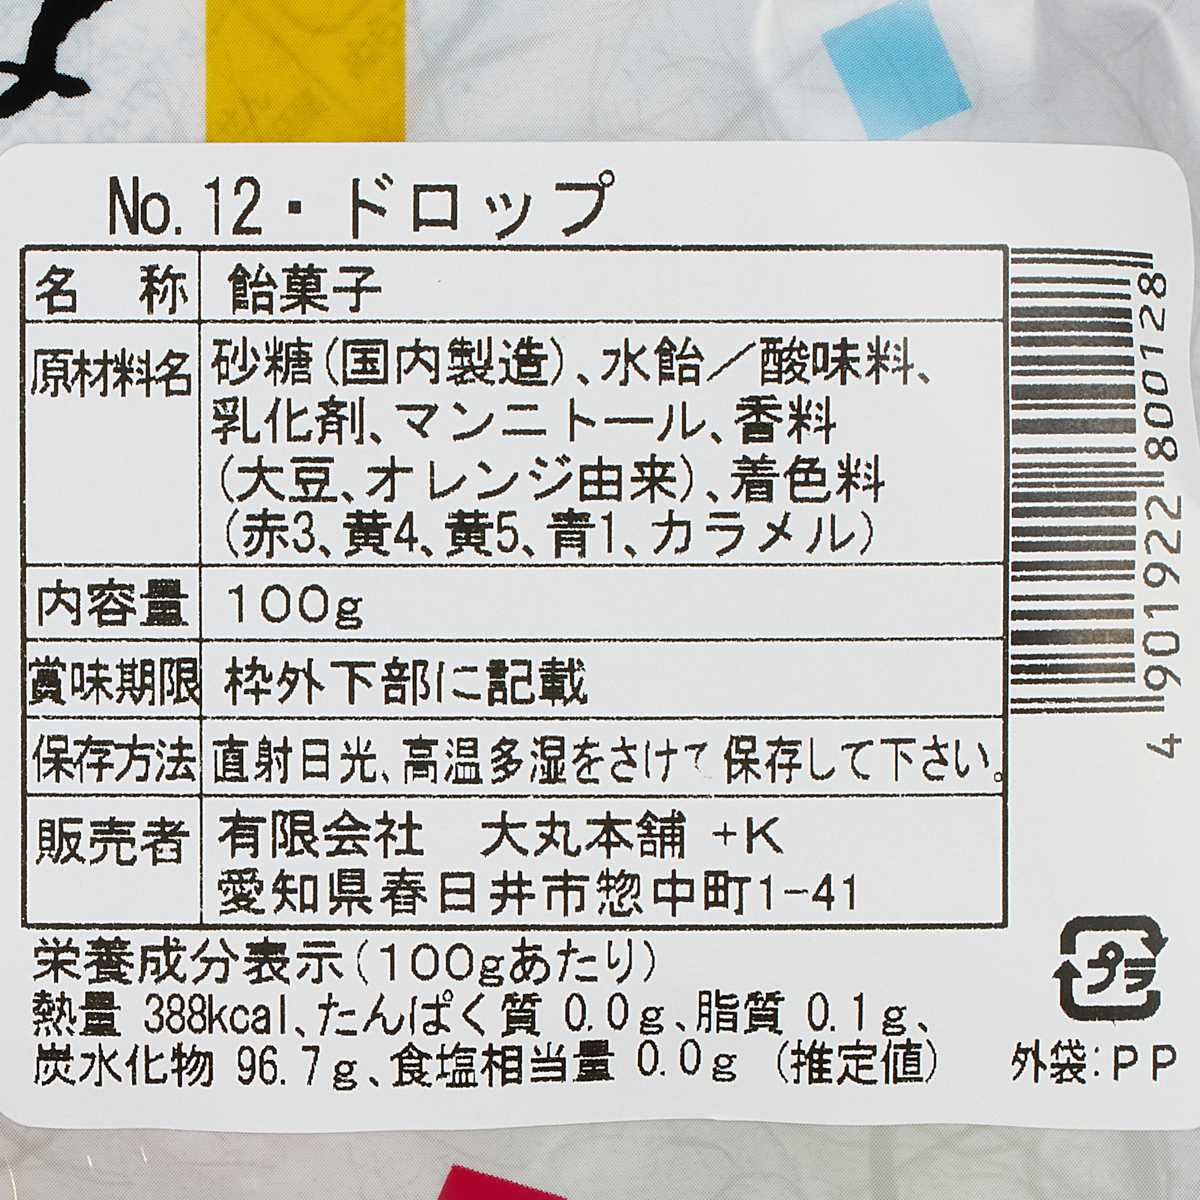 No.12・ドロップ
名　称 飴菓子
原材料名 砂糖(国内製造)、水飴／酸味料、
乳化剤、マンニトール、香料
(大豆、オレンジ由来)、着色料
(赤3、黄4、黄5、青1、カラメル)
内容量 100g
賞味期限 枠外下部に記載
保存方法 直射日光、高温多湿をさけて保存して下さい。
販売者 有限会社　大丸本舗 +K
愛知県春日井市惣中町1-41
栄養成分表示(100gあたり)
熱量 388kcal、たんぱく質 0.0g、脂質 0.1g、
炭水化物 96.7g、食塩相当量 0.0g (推定値)
4 901922 800128
プラ
外袋:PP